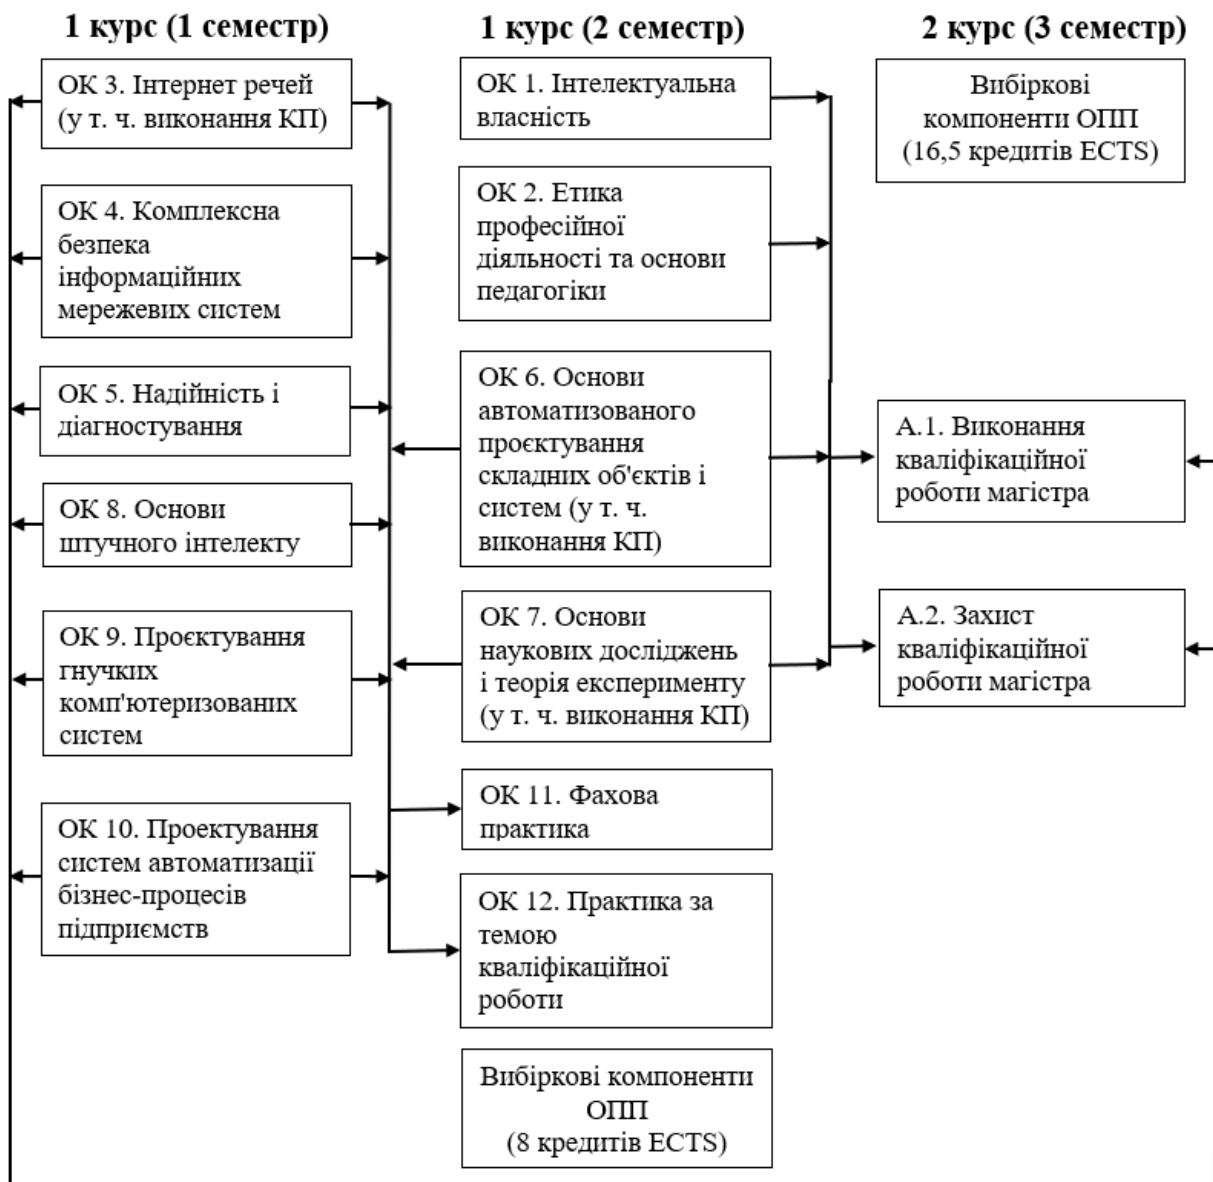 1 курс (1 семестр)
ОК 3. Інтернет речей
(у т. ч. виконання КП)
ОК 4. Комплексна
безпека
інформаційних
мережевих систем
ОК 5. Надійність і
діагностування
ОК 8. Основи
штучного інтелекту
ОК 9. Проєктування
гнучких
комп'ютеризованих
систем
ОК 10. Проектування
систем автоматизації
бізнес-процесів
підприємств
1 курс (2 семестр)
ОК 1. Інтелектуальна
власність
ОК 2. Етика
професійної
діяльності та основи
педагогіки
ОК 6. Основи
автоматизованого
проєктування
складних об'єктів і
систем (у т. ч.
виконання КП)
ОК 7. Основи
наукових досліджень
і теорія експерименту
(у т. ч. виконання КП)
ОК 11. Фахова
практика
ОК 12. Практика за
темою
кваліфікаційної
роботи
Вибіркові компоненти
ОПП
(8 кредитів ECTS)
2 курс (3 семестр)
Вибіркові
компоненти ОПП
(16,5 кредитів ECTS)
А.1. Виконання
кваліфікаційної
роботи магістра
А.2. Захист
кваліфікаційної
роботи магістра